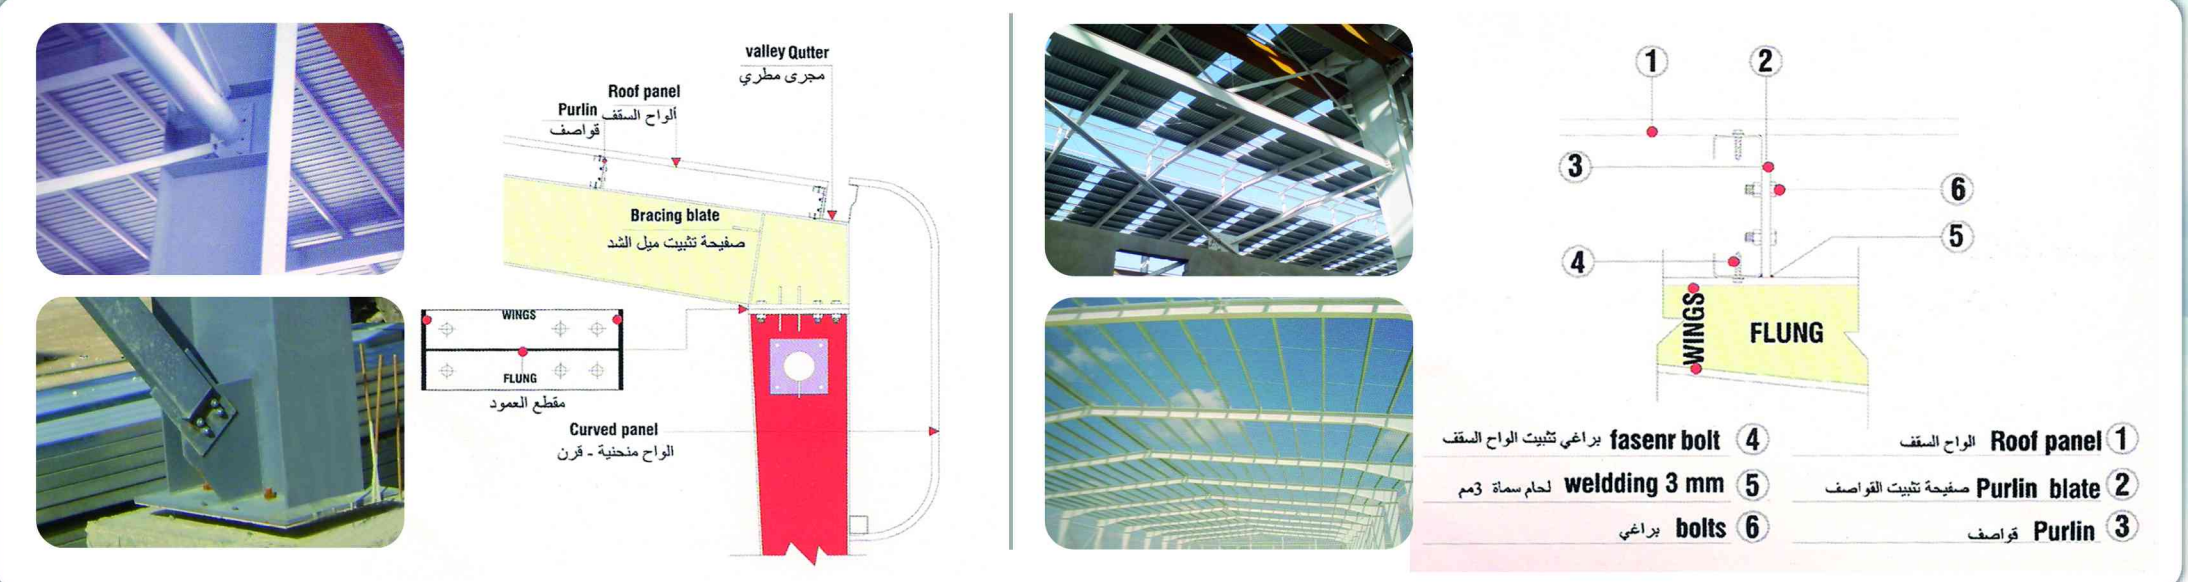 valley Qutter
مجرى مطري
Roof panel
ألواح السقف
Purlin
قواصف
Bracing blate
صفيحة تثبيت ميل الشد
WINGS
FLUNG
مقطع العمود
Curved panel
الواح منحنية - قرن
1
2
3
6
5
4
WINGS
FLUNG
1 Roof panel الواح السقف
2 Purlin blate صفيحة تثبيت القواصف
3 Purlin قواصف
4 fasenr bolt براغي تثبيت الواح السقف
5 weldding 3 mm لحام سماة 3مم
6 bolts براغي